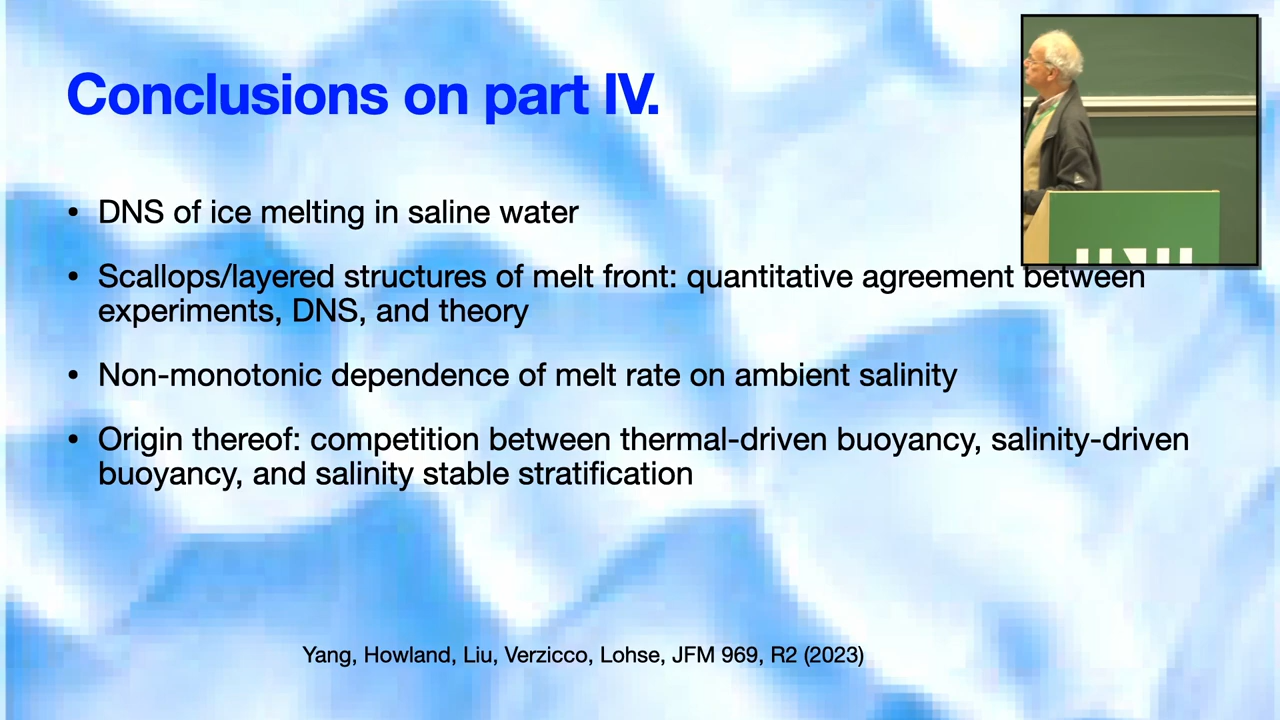 Conclusions on part IV.
• DNS of ice melting in saline water
• Scallops/layered structures of melt front: quantitative agreement between
experiments, DNS, and theory
• Non-monotonic dependence of melt rate on ambient salinity
• Origin thereof: competition between thermal-driven buoyancy, salinity-driven
buoyancy, and salinity stable stratification
Yang, Howland, Liu, Verzicco, Lohse, JFM 969, R2 (2023)